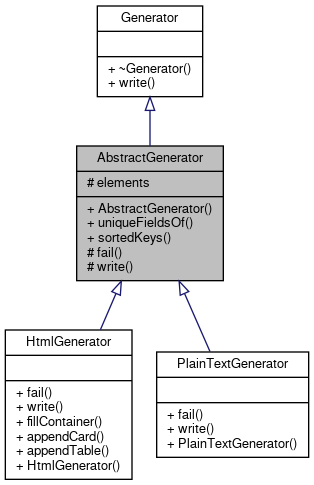 Generator
+ ~Generator()
+ write()
AbstractGenerator
# elements
+ AbstractGenerator()
+ uniqueFieldsOf()
+ sortedKeys()
# fail()
# write()
HtmlGenerator
+ fail()
+ write()
+ fillContainer()
+ appendCard()
+ appendTable()
+ HtmlGenerator()
PlainTextGenerator
+ fail()
+ write()
+ PlainTextGenerator()